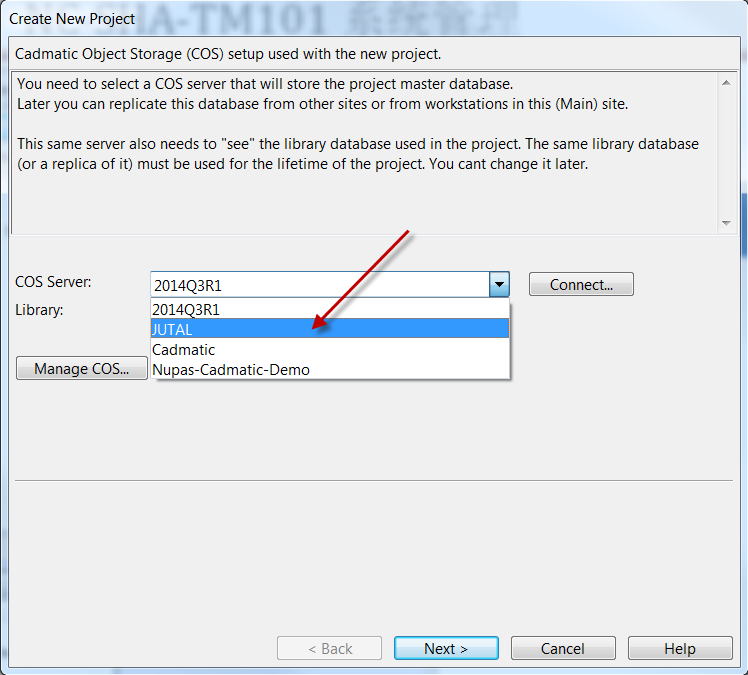 NC-SHA-TM101 系统管理
Create New Project
Cadmatic Object Storage (COS) setup used with the new project.
You need to select a COS server that will store the project master database.
Later you can replicate this database from other sites or from workstations in this (Main) site.
This same server also needs to "see" the library database used in the project. The same library database
(or a replica of it) must be used for the lifetime of the project. You cant change it later.
COS Server:
2014Q3R1
Connect...
Library:
2014Q3R1
JUTAL
Cadmatic
Nupas-Cadmatic-Demo
Manage COS...
< Back
Next >
Cancel
Help